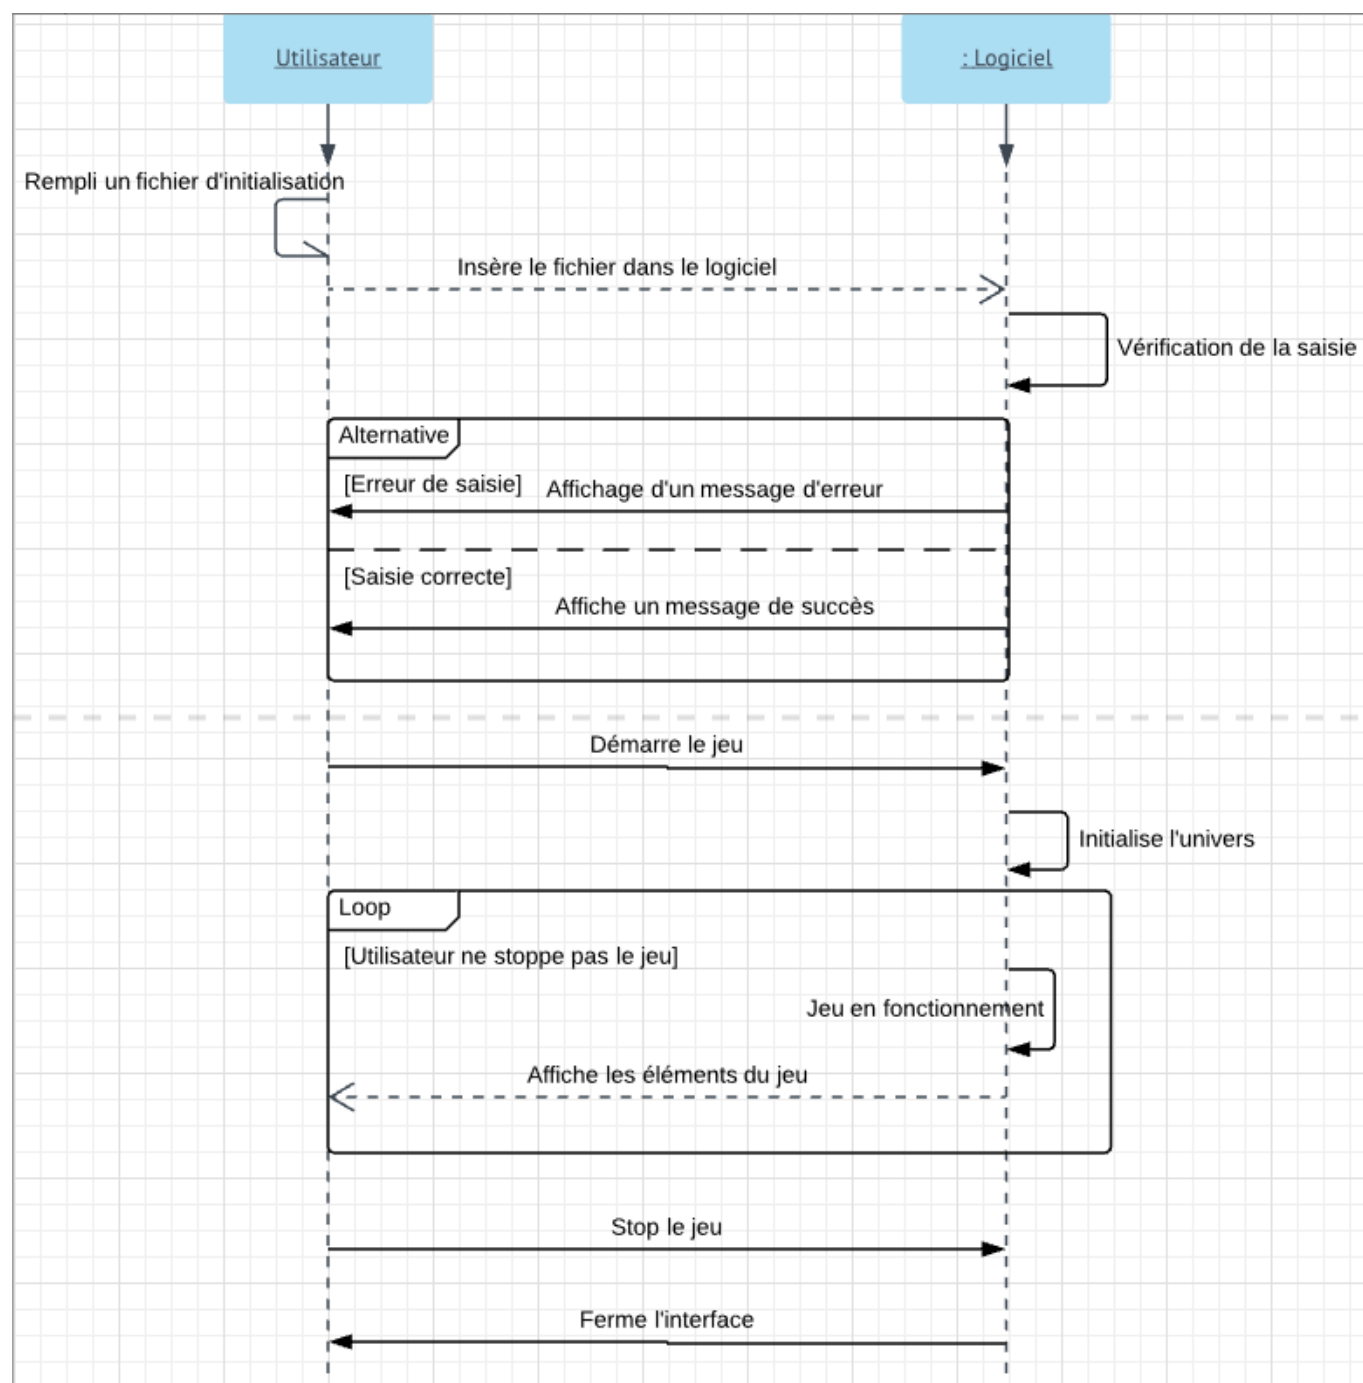 Utilisateur
: Logiciel
Rempli un fichier d'initialisation
Insère le fichier dans le logiciel
Vérification de la saisie
Alternative
[Erreur de saisie]
Affichage d'un message d'erreur
[Saisie correcte]
Affiche un message de succès
Démarre le jeu
Initialise l'univers
Loop
[Utilisateur ne stoppe pas le jeu]
Jeu en fonctionnement
Affiche les éléments du jeu
Stop le jeu
Ferme l'interface